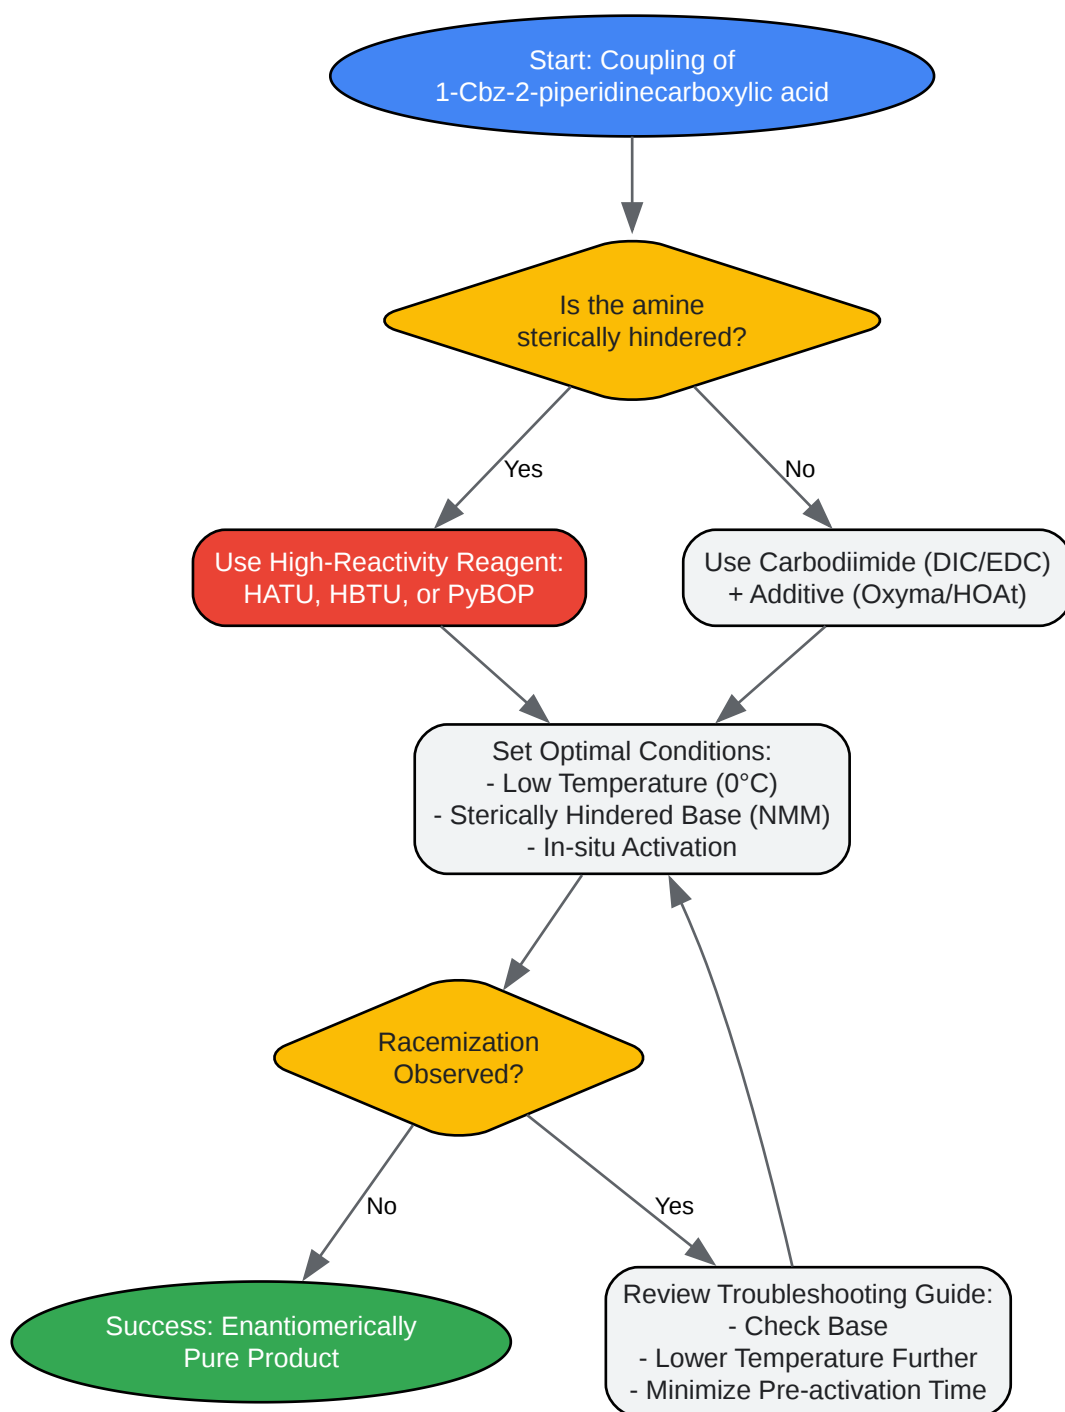 Start: Coupling of
1-Cbz-2-piperidinecarboxylic acid
Is the amine
sterically hindered?
Yes
No
Use High-Reactivity Reagent:
HATU, HBTU, or PyBOP
Use Carbodiimide (DIC/EDC)
+ Additive (Oxyma/HOAt)
Set Optimal Conditions:
- Low Temperature (0°C)
- Sterically Hindered Base (NMM)
- In-situ Activation
Racemization
Observed?
No
Yes
Success: Enantiomerically
Pure Product
Review Troubleshooting Guide:
- Check Base
- Lower Temperature Further
- Minimize Pre-activation Time